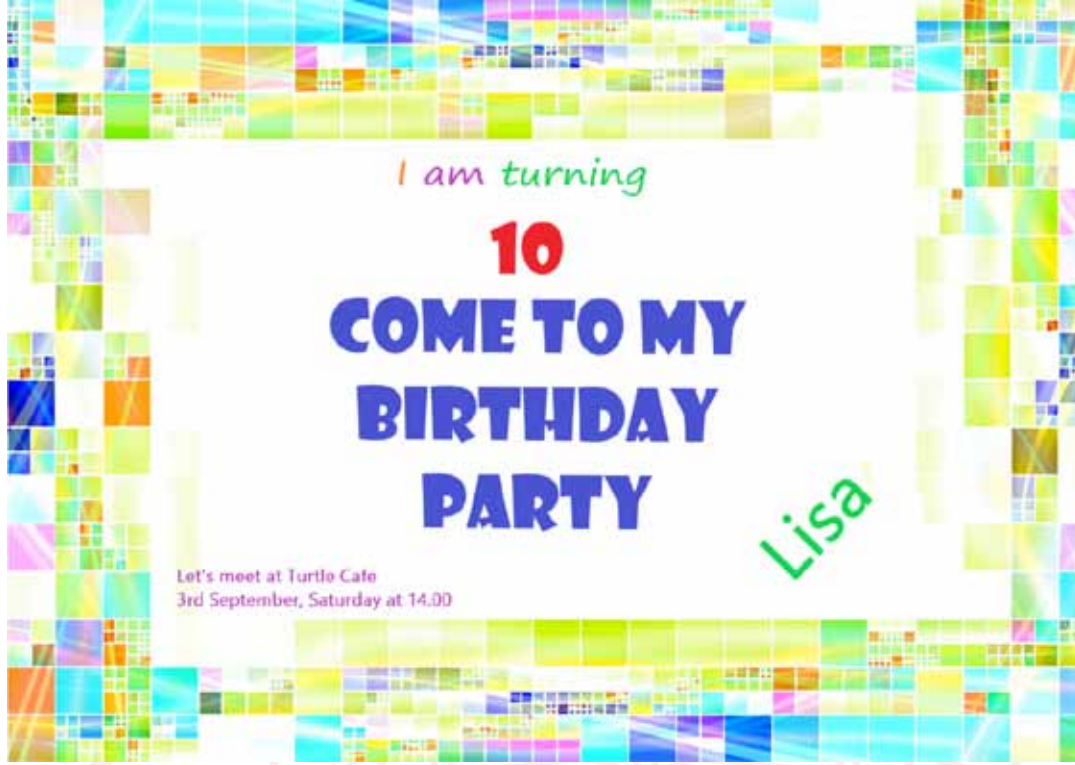 I am turning
10
COME TO MY
BIRTHDAY
PARTY
Lisa
Let's meet at Turtle Cafe
3rd September, Saturday at 14.00